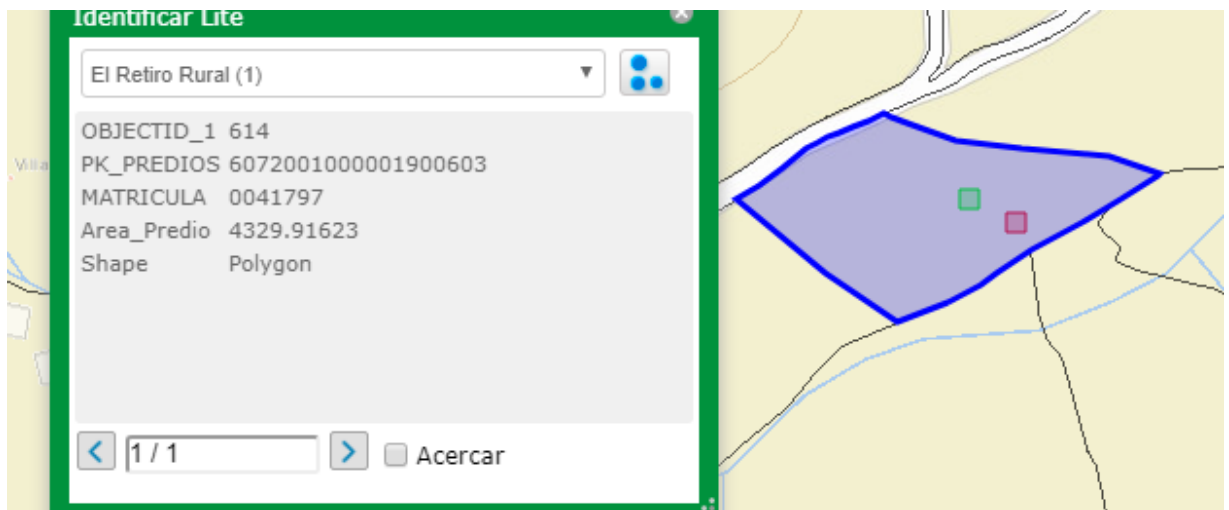 Identificar Lite
El Retiro Rural (1)
OBJECTID_1 614
PK_PREDIOS 6072001000001900603
MATRICULA 0041797
Area_Predio 4329.91623
Shape Polygon
Villa
1 / 1
Acercar